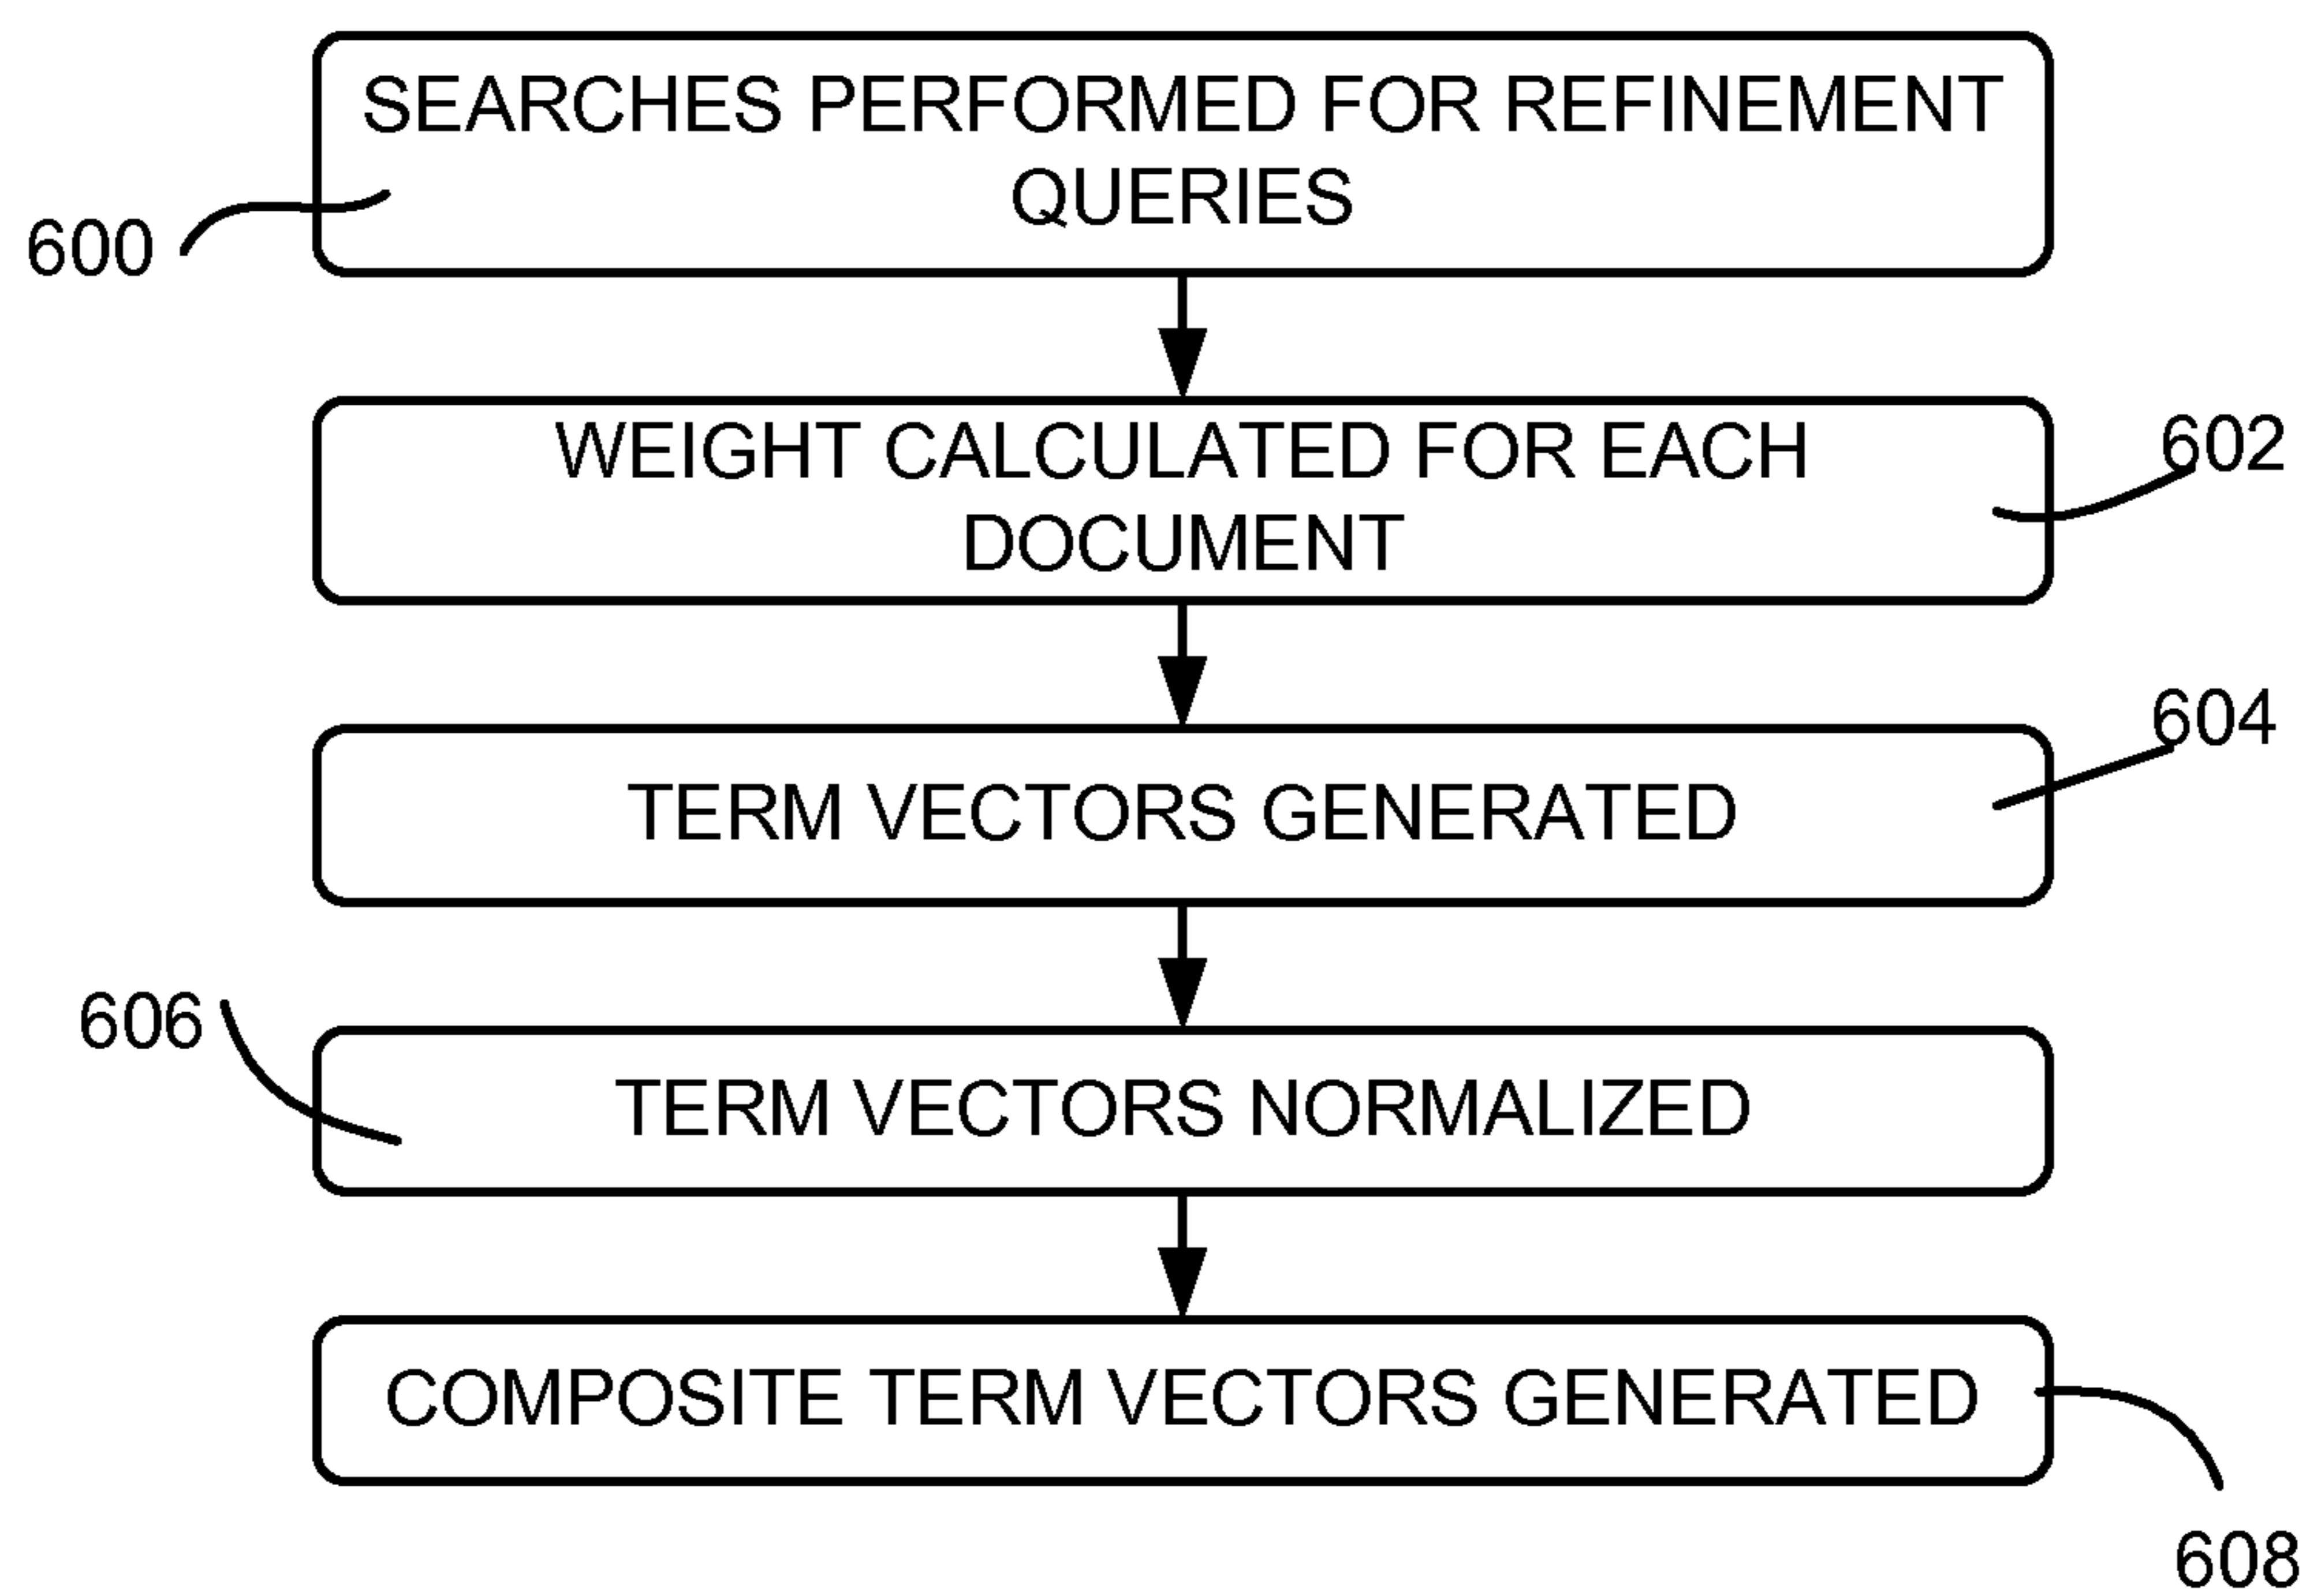 SEARCHES PERFORMED FOR REFINEMENT
QUERIES
600
WEIGHT CALCULATED FOR EACH
DOCUMENT
602
TERM VECTORS GENERATED
604
606
TERM VECTORS NORMALIZED
COMPOSITE TERM VECTORS GENERATED
608